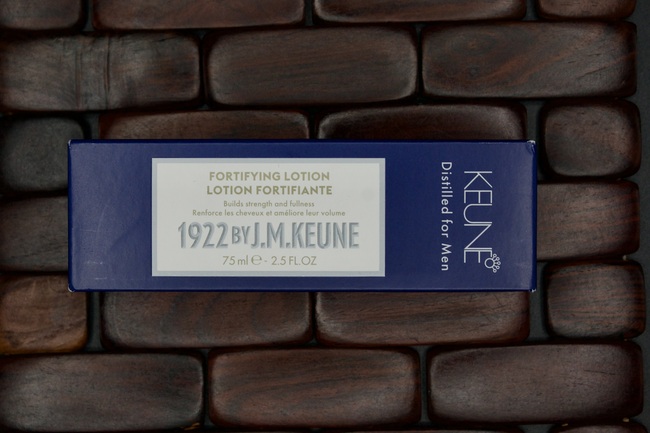 FORTIFYING LOTION
LOTION FORTIFIANTE
Builds strength and fullness
Renforce les cheveux et améliore leur volume
1922 BY J.M.KEUNE
75 ml ℮ - 2.5 FL.OZ
KEUNE
Distilled for Men